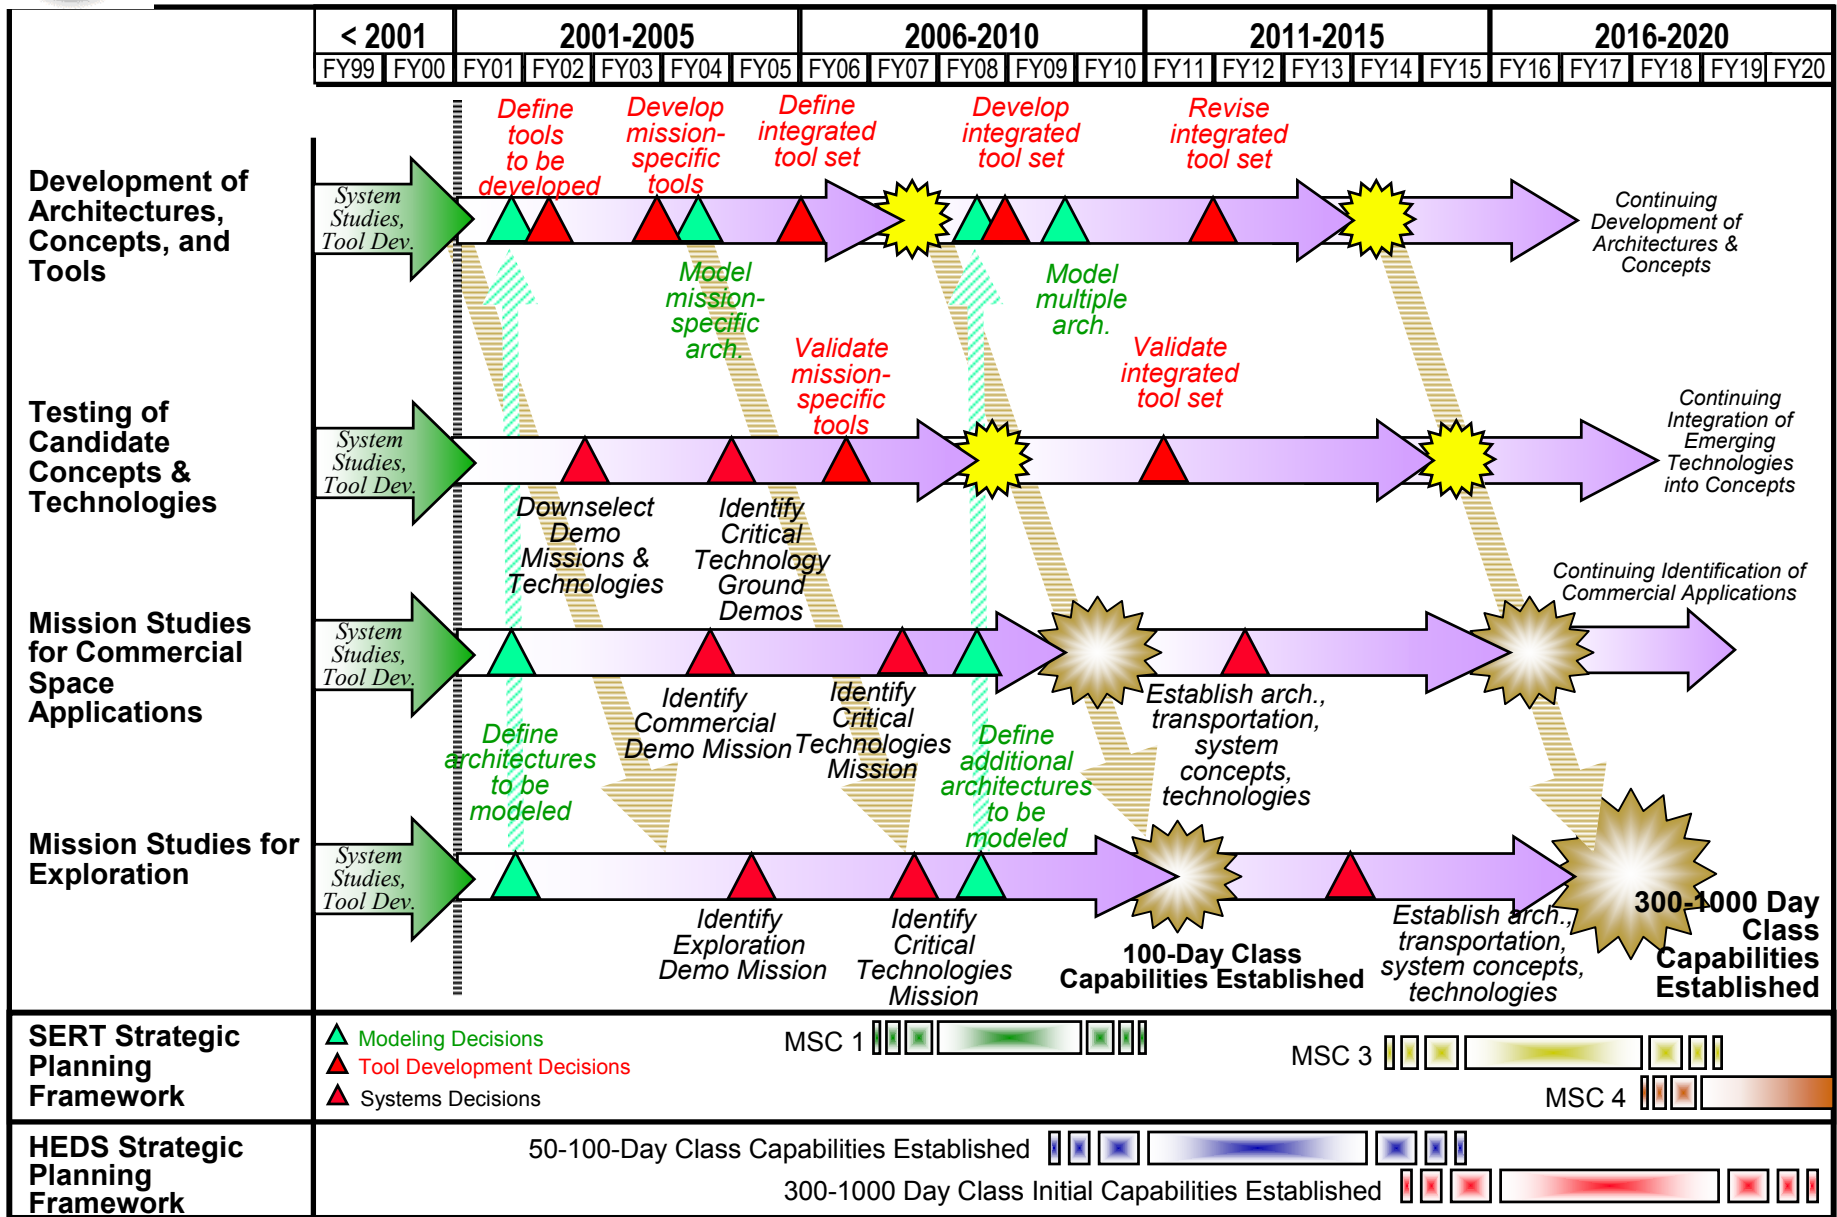 < 2001
2001-2005
2006-2010
2011-2015
2016-2020
FY99 FY00 FY01 FY02 FY03 FY04 FY05 FY06 FY07 FY08 FY09 FY10 FY11 FY12 FY13 FY14 FY15 FY16 FY17 FY18 FY19 FY20
Development of
Architectures,
Concepts, and
Tools
System
Studies,
Tool Dev.
Define
tools
to be
developed
Develop
mission-
specific
tools
Define
integrated
tool set
Develop
integrated
tool set
Revise
integrated
tool set
Continuing
Development of
Architectures &
Concepts
Model
mission-
specific
arch.
Model
multiple
arch.
Testing of
Candidate
Concepts &
Technologies
System
Studies,
Tool Dev.
Validate
mission-
specific
tools
Validate
integrated
tool set
Continuing
Integration of
Emerging
Technologies
into Concepts
Downselect
Demo
Missions &
Technologies
Identify
Critical
Technology
Ground
Demos
Mission Studies
for Commercial
Space
Applications
System
Studies,
Tool Dev.
Continuing Identification of
Commercial Applications
Define
architectures
to be
modeled
Identify
Commercial
Demo Mission
Identify
Critical
Technologies
Mission
Define
additional
architectures
to be
modeled
Establish arch.,
transportation,
system
concepts,
technologies
Mission Studies for
Exploration
System
Studies,
Tool Dev.
Identify
Exploration
Demo Mission
Identify
Critical
Technologies
Mission
100-Day Class
Capabilities Established
Establish arch.,
transportation,
system concepts,
technologies
300-1000 Day
Class
Capabilities
Established
SERT Strategic
Planning
Framework
Modeling Decisions
Tool Development Decisions
Systems Decisions
MSC 1
MSC 3
MSC 4
HEDS Strategic
Planning
Framework
50-100-Day Class Capabilities Established
300-1000 Day Class Initial Capabilities Established